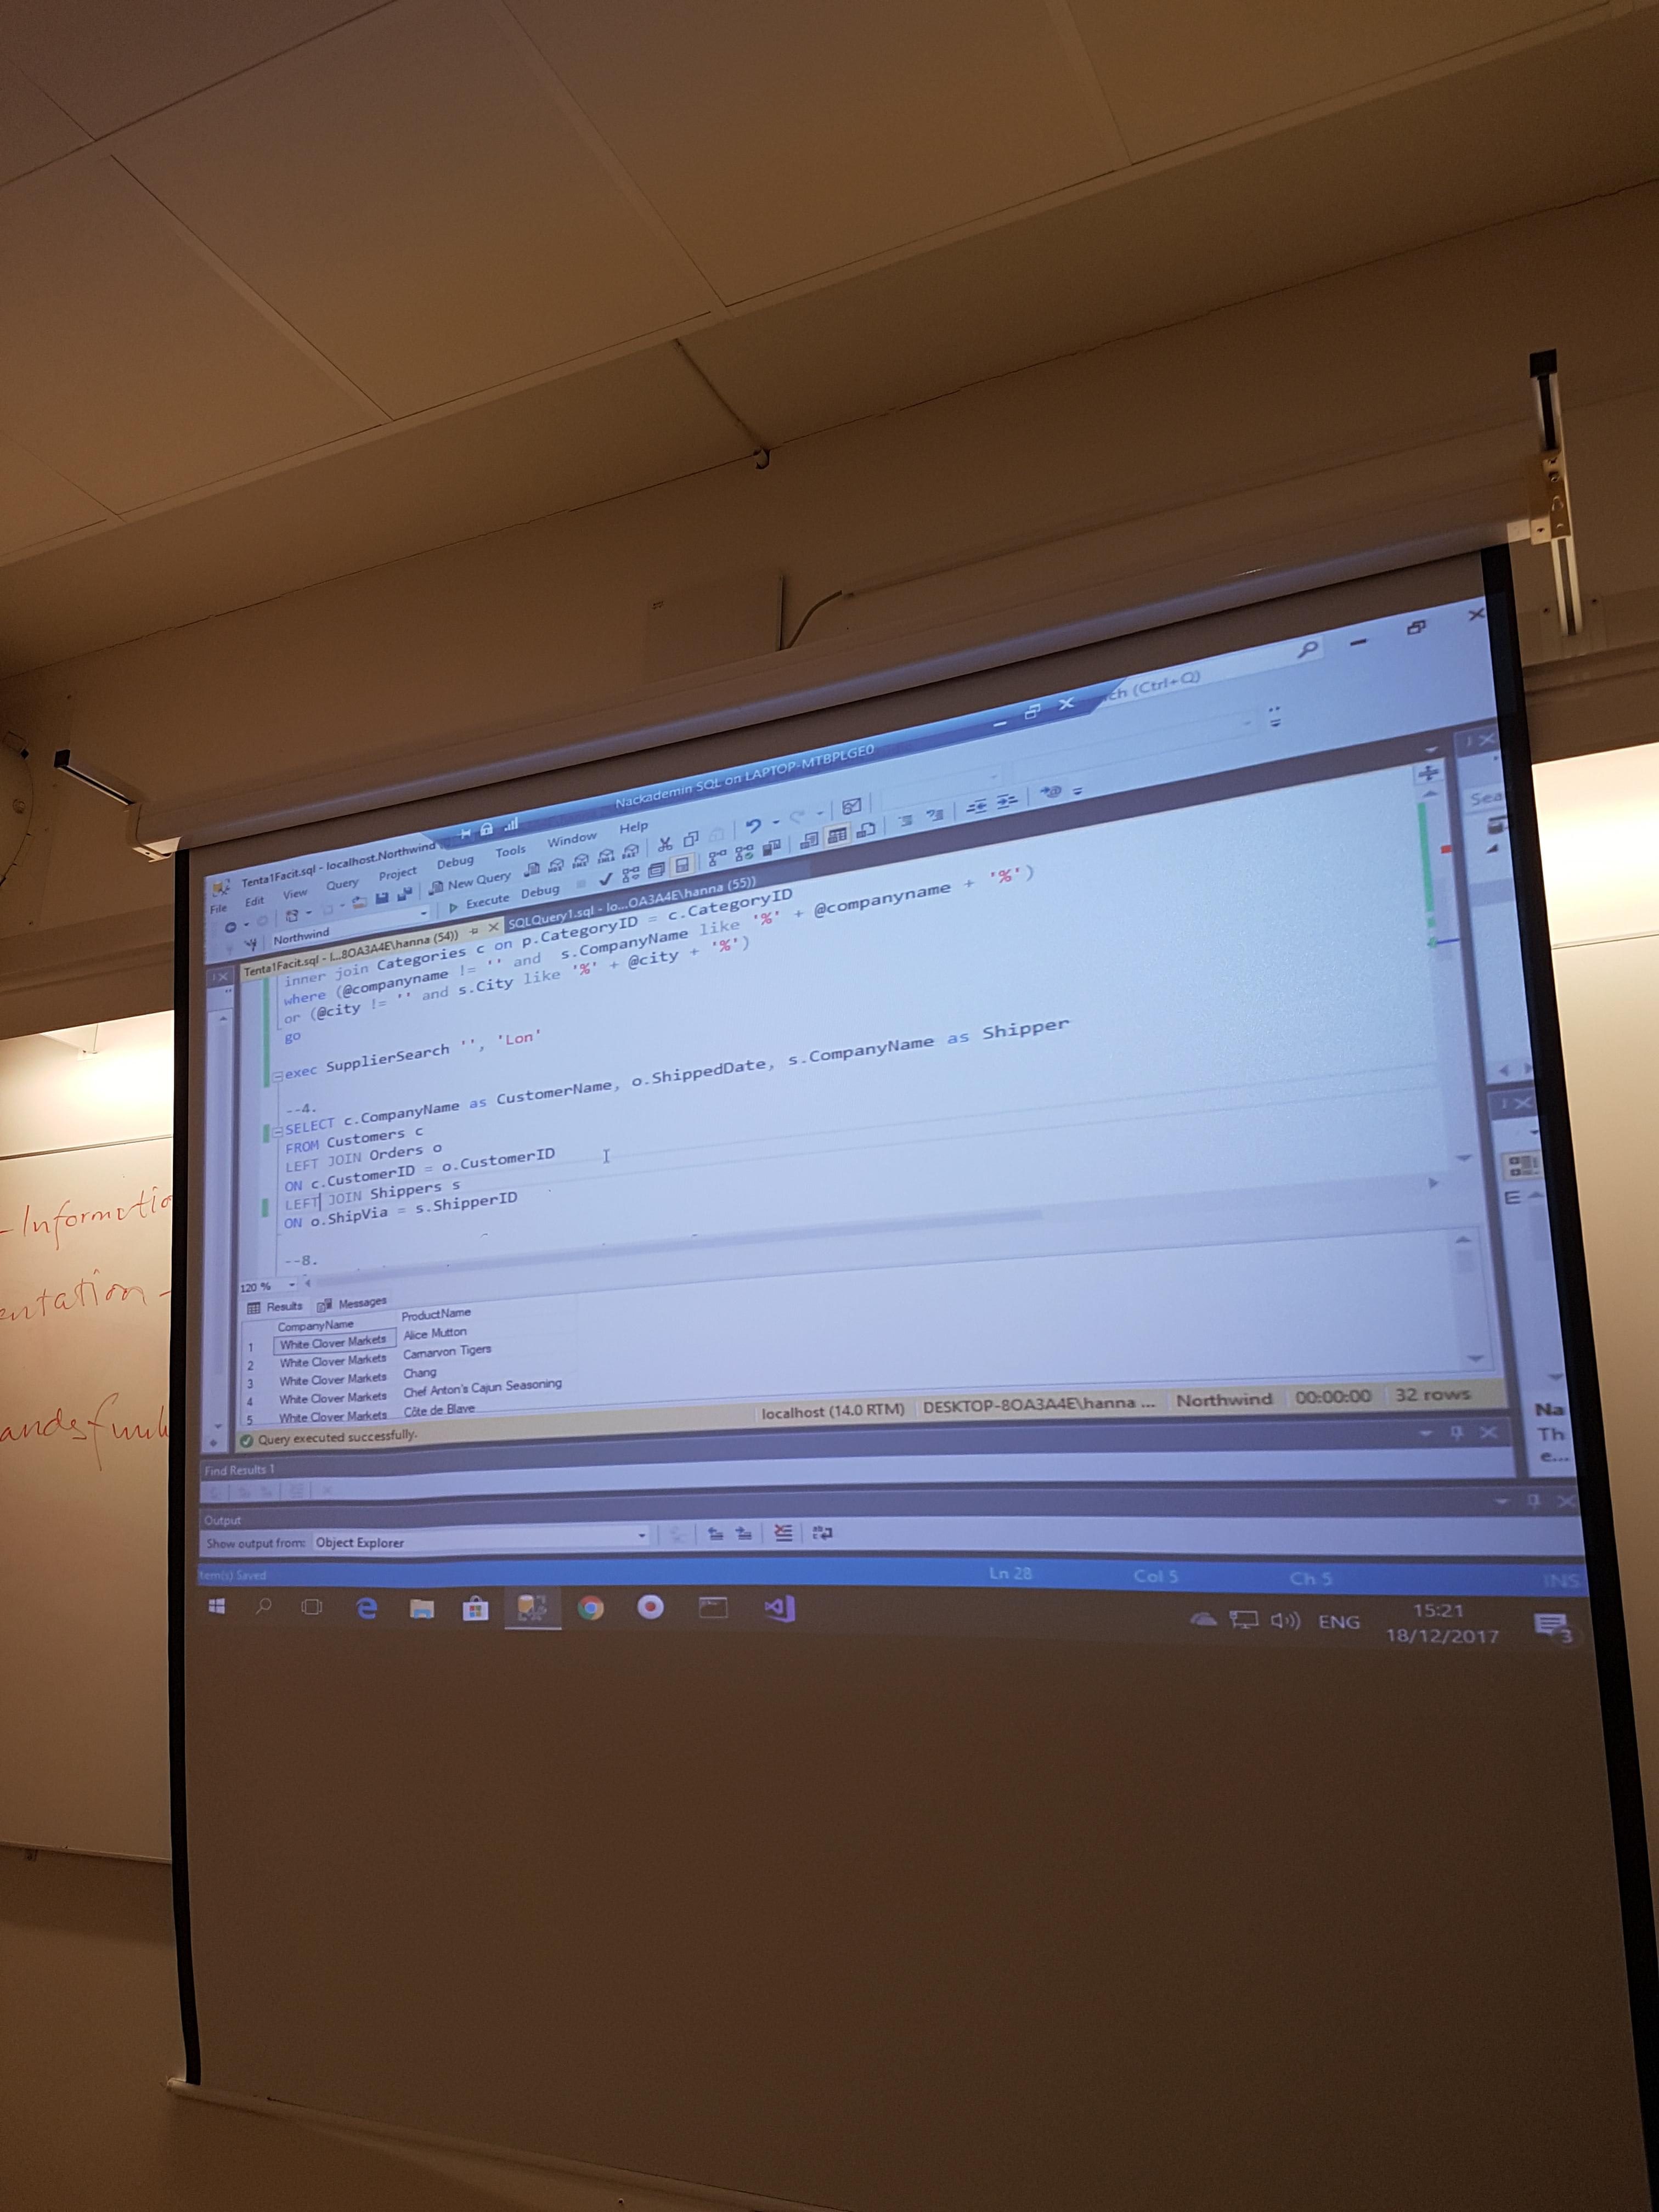 Nackademin SQL on LAPTOP-MTBPLGE0
ch (Ctrl+Q)
Tenta1Facit.sql - localhost.Northwind
File Edit View Query Project Debug Tools Window Help
New Query
Northwind
Execute Debug
Tenta1Facit.sql - l...8OA3A4E\hanna (54))
SQLQuery1.sql - lo...OA3A4E\hanna (55))
inner join Categories c on p.CategoryID = c.CategoryID
where (@companyname != '' and s.CompanyName like '%' + @companyname + '%')
or (@city != '' and s.City like '%' + @city + '%')
go
exec SupplierSearch '', 'Lon'
--4.
SELECT c.CompanyName as CustomerName, o.ShippedDate, s.CompanyName as Shipper
FROM Customers c
LEFT JOIN Orders o
ON c.CustomerID = o.CustomerID
LEFT JOIN Shippers s
ON o.ShipVia = s.ShipperID
--8.
120 %
Results Messages
CompanyName ProductName
1 White Clover Markets Alice Mutton
2 White Clover Markets Carnarvon Tigers
3 White Clover Markets Chang
4 White Clover Markets Chef Anton's Cajun Seasoning
5 White Clover Markets Côte de Blaye
Query executed successfully.
localhost (14.0 RTM) DESKTOP-8OA3A4E\hanna ... Northwind 00:00:00 32 rows
Find Results 1
Output
Show output from: Object Explorer
Item(s) Saved
Ln 28 Col 5 Ch 5 INS
ENG
15:21
18/12/2017
3
Sea
Na
Th
e...
- Informatio
entation -